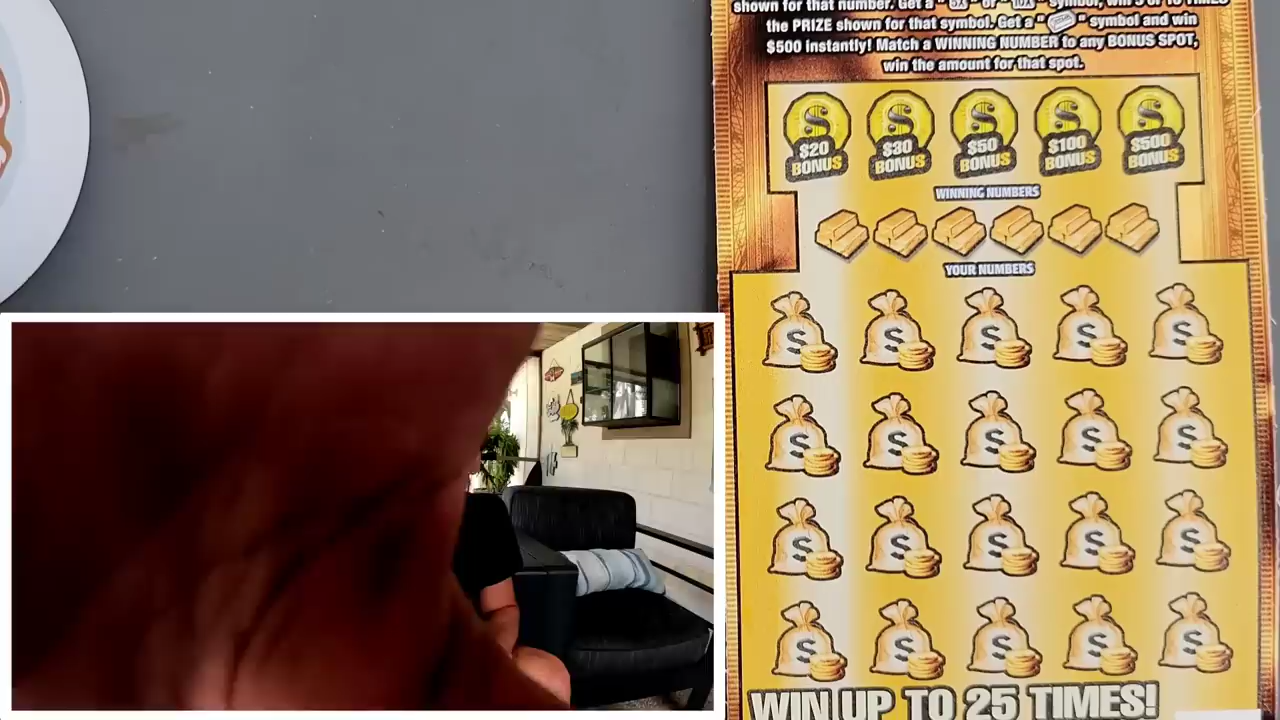 shown for that number. Get a "5X" or "10X" symbol, win 5 or 10 TIMES
the PRIZE shown for that symbol. Get a " " symbol and win
$500 instantly! Match a WINNING NUMBER to any BONUS SPOT,
win the amount for that spot.
$20 BONUS $30 BONUS $50 BONUS $100 BONUS $500 BONUS
WINNING NUMBERS
YOUR NUMBERS
WIN UP TO 25 TIMES!